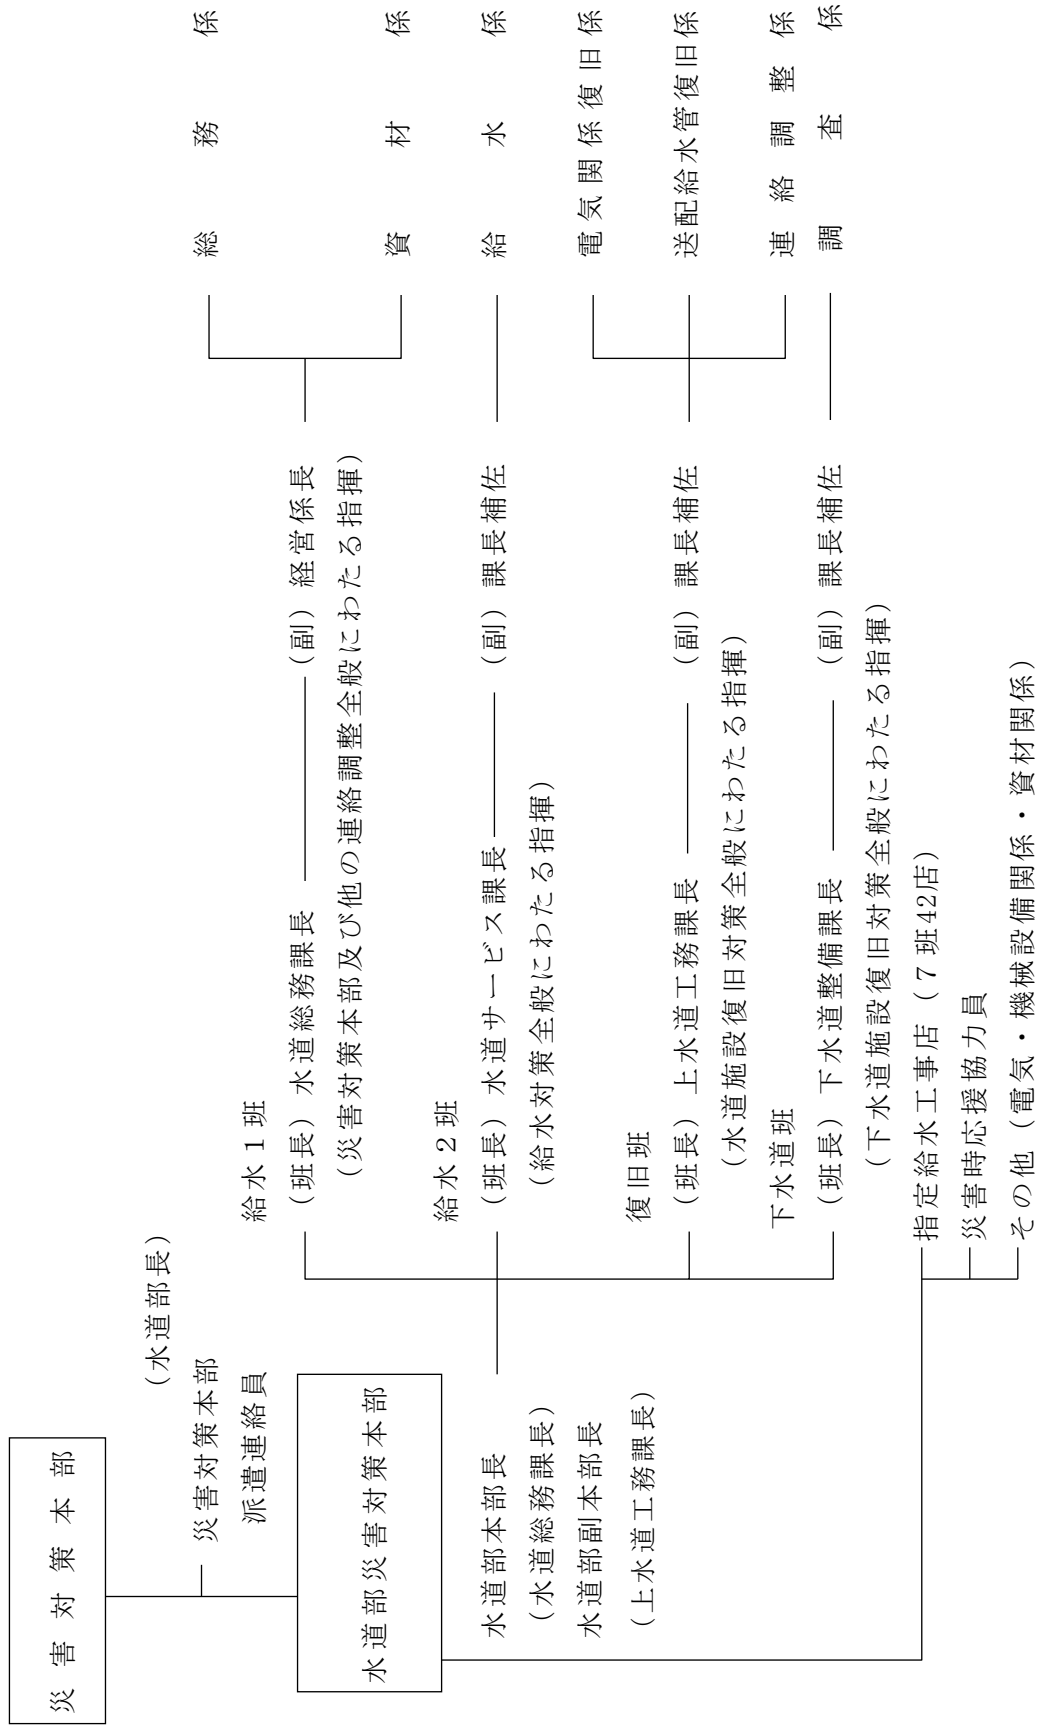 災害対策本部
(水道部長)
災害対策本部
派遣連絡員
水道部災害対策本部
水道部本部長
(水道総務課長)
水道部副本部長
(上水道工務課長)
給水1班
(班長) 水道総務課長
(副) 経営係長
(災害対策本部及び他の連絡調整全般にわたる指揮)
総務係
資材係
給水2班
(班長) 水道サービス課長
(副) 課長補佐
(給水対策全般にわたる指揮)
給水係
復旧班
(班長) 上水道工務課長
(副) 課長補佐
(水道施設復旧対策全般にわたる指揮)
電気関係復旧係
送配給水管復旧係
連絡調整係
下水道班
(班長) 下水道整備課長
(副) 課長補佐
(下水道施設復旧対策全般にわたる指揮)
調査係
指定給水工事店(7班42店)
災害時応援協力員
その他(電気・機械設備関係・資材関係)